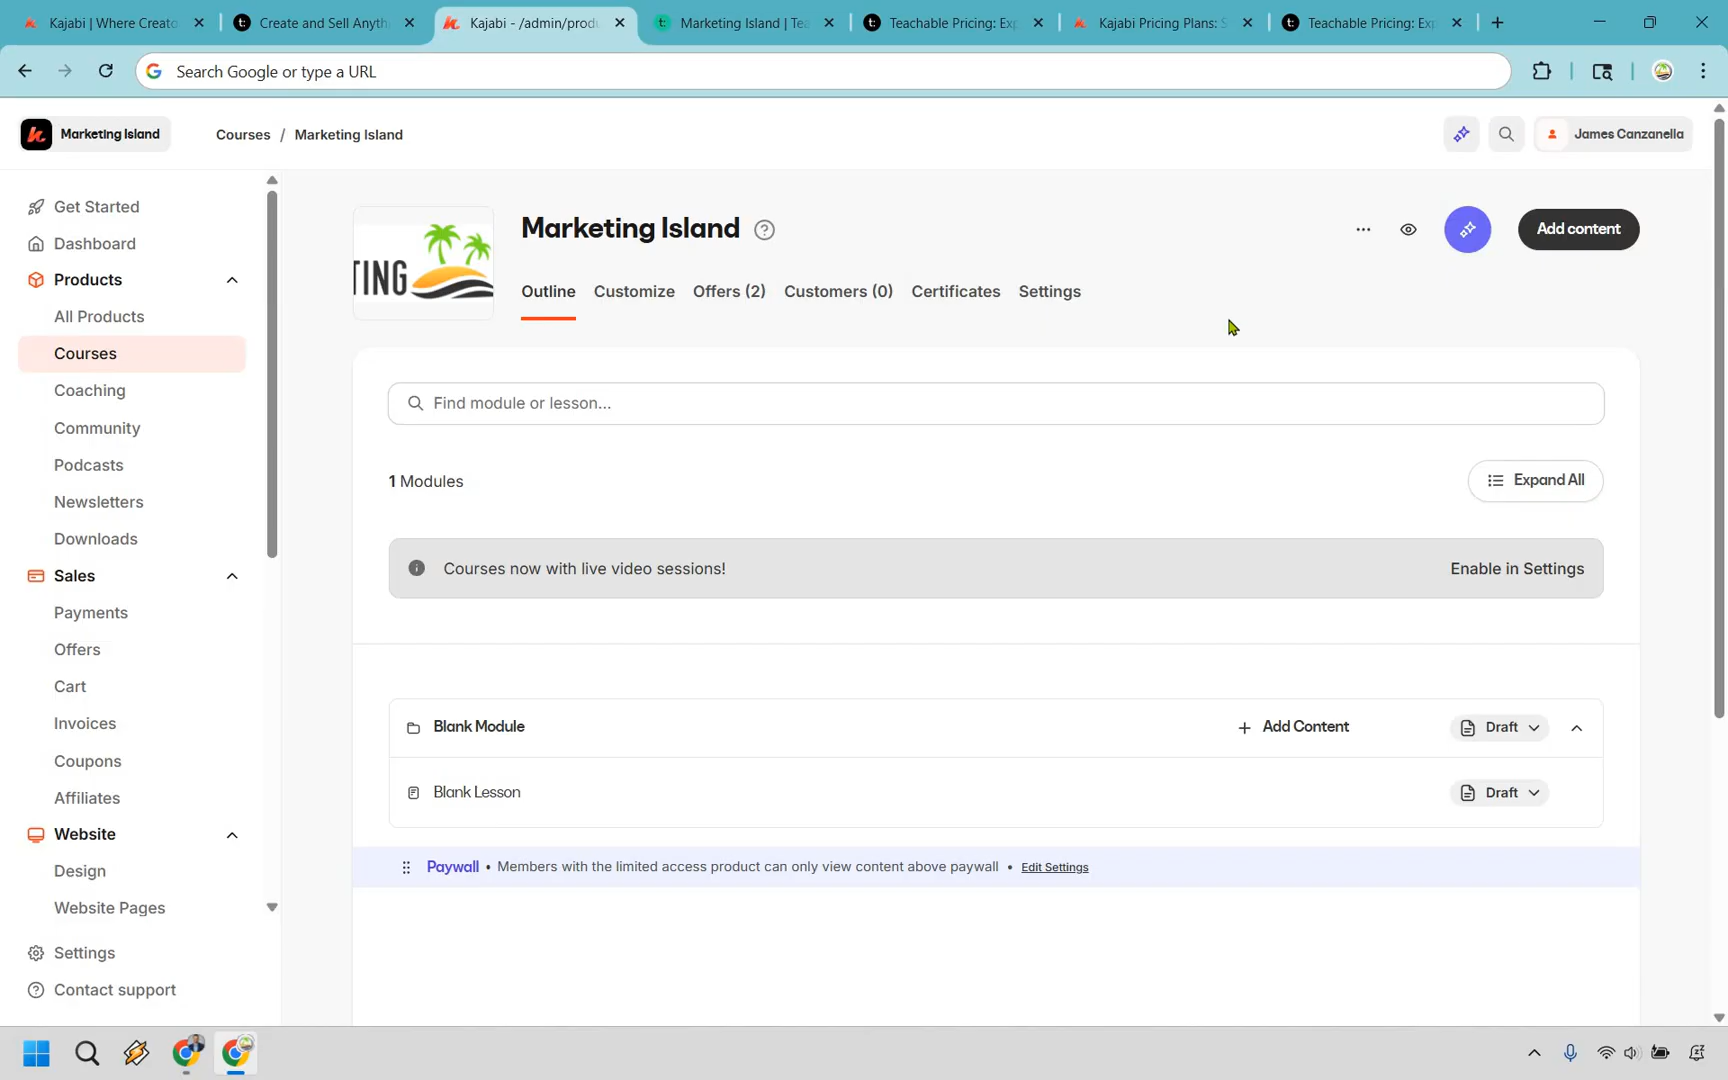 Kajabi | Where Creato
Create and Sell Anyth
Kajabi - /admin/produ
Marketing Island | Tea
Teachable Pricing: Exp
Kajabi Pricing Plans: S
Teachable Pricing: Exp
Search Google or type a URL
Marketing Island
Courses / Marketing Island
James Canzanella
Get Started
Dashboard
Products
All Products
Courses
Coaching
Community
Podcasts
Newsletters
Downloads
Sales
Payments
Offers
Cart
Invoices
Coupons
Affiliates
Website
Design
Website Pages
Settings
Contact support
TING
Marketing Island
Add content
Outline
Customize
Offers (2)
Customers (0)
Certificates
Settings
Find module or lesson...
1 Modules
Expand All
Courses now with live video sessions!
Enable in Settings
Blank Module
+ Add Content
Draft
Blank Lesson
Draft
Paywall • Members with the limited access product can only view content above paywall • Edit Settings